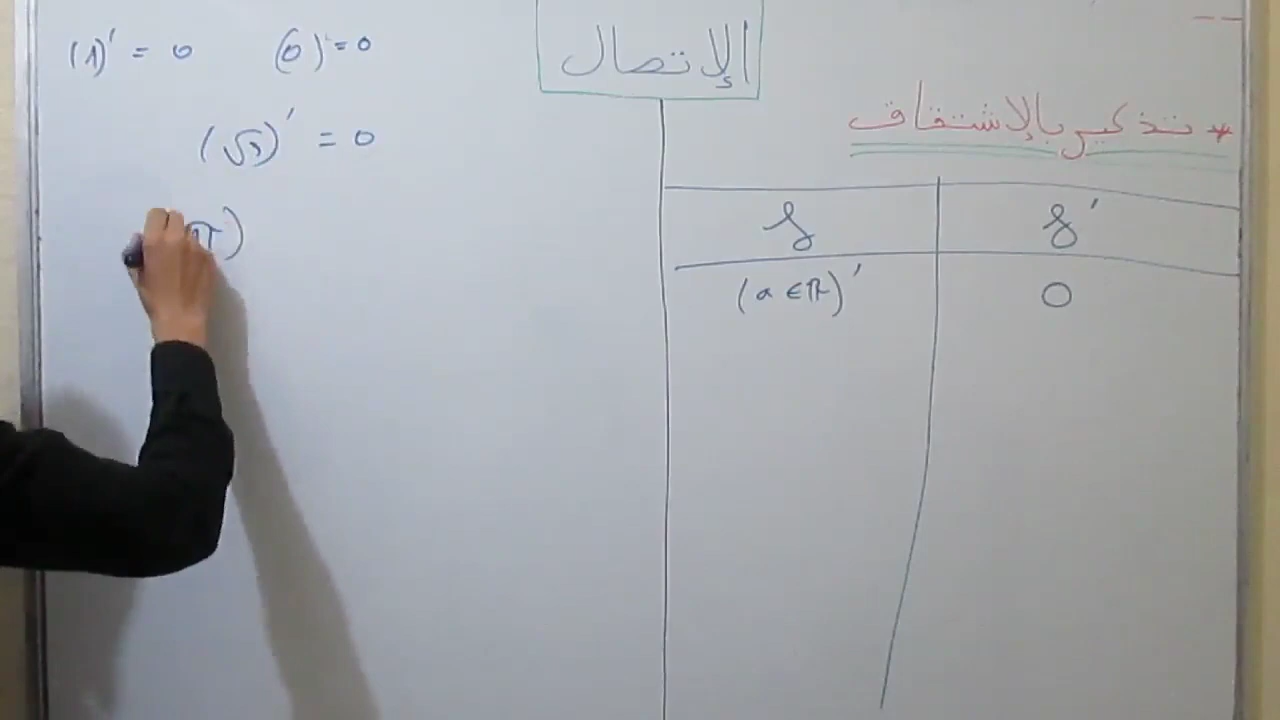 الإتصال
* تذكير بالإشتقاق
f f'
(a ∈ ℝ)' 0
(1)' = 0 (0)' = 0
(√3)' = 0
π)